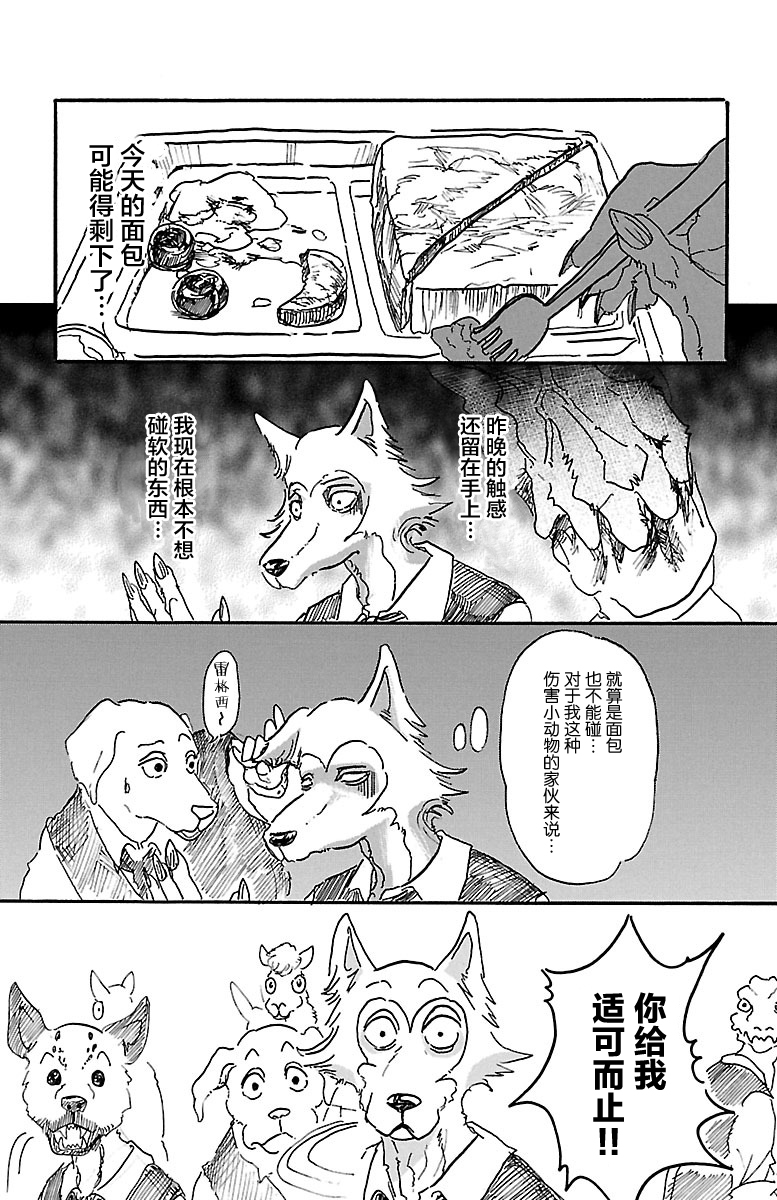 今天的面包
可能得剩下了…
昨晚的触感
还留在手上…
我现在根本不想
碰软的东西…
就算是面包
也不能碰…
对于我这种
伤害小动物的家伙来说…
雷格西~
你给我
适可而止!!